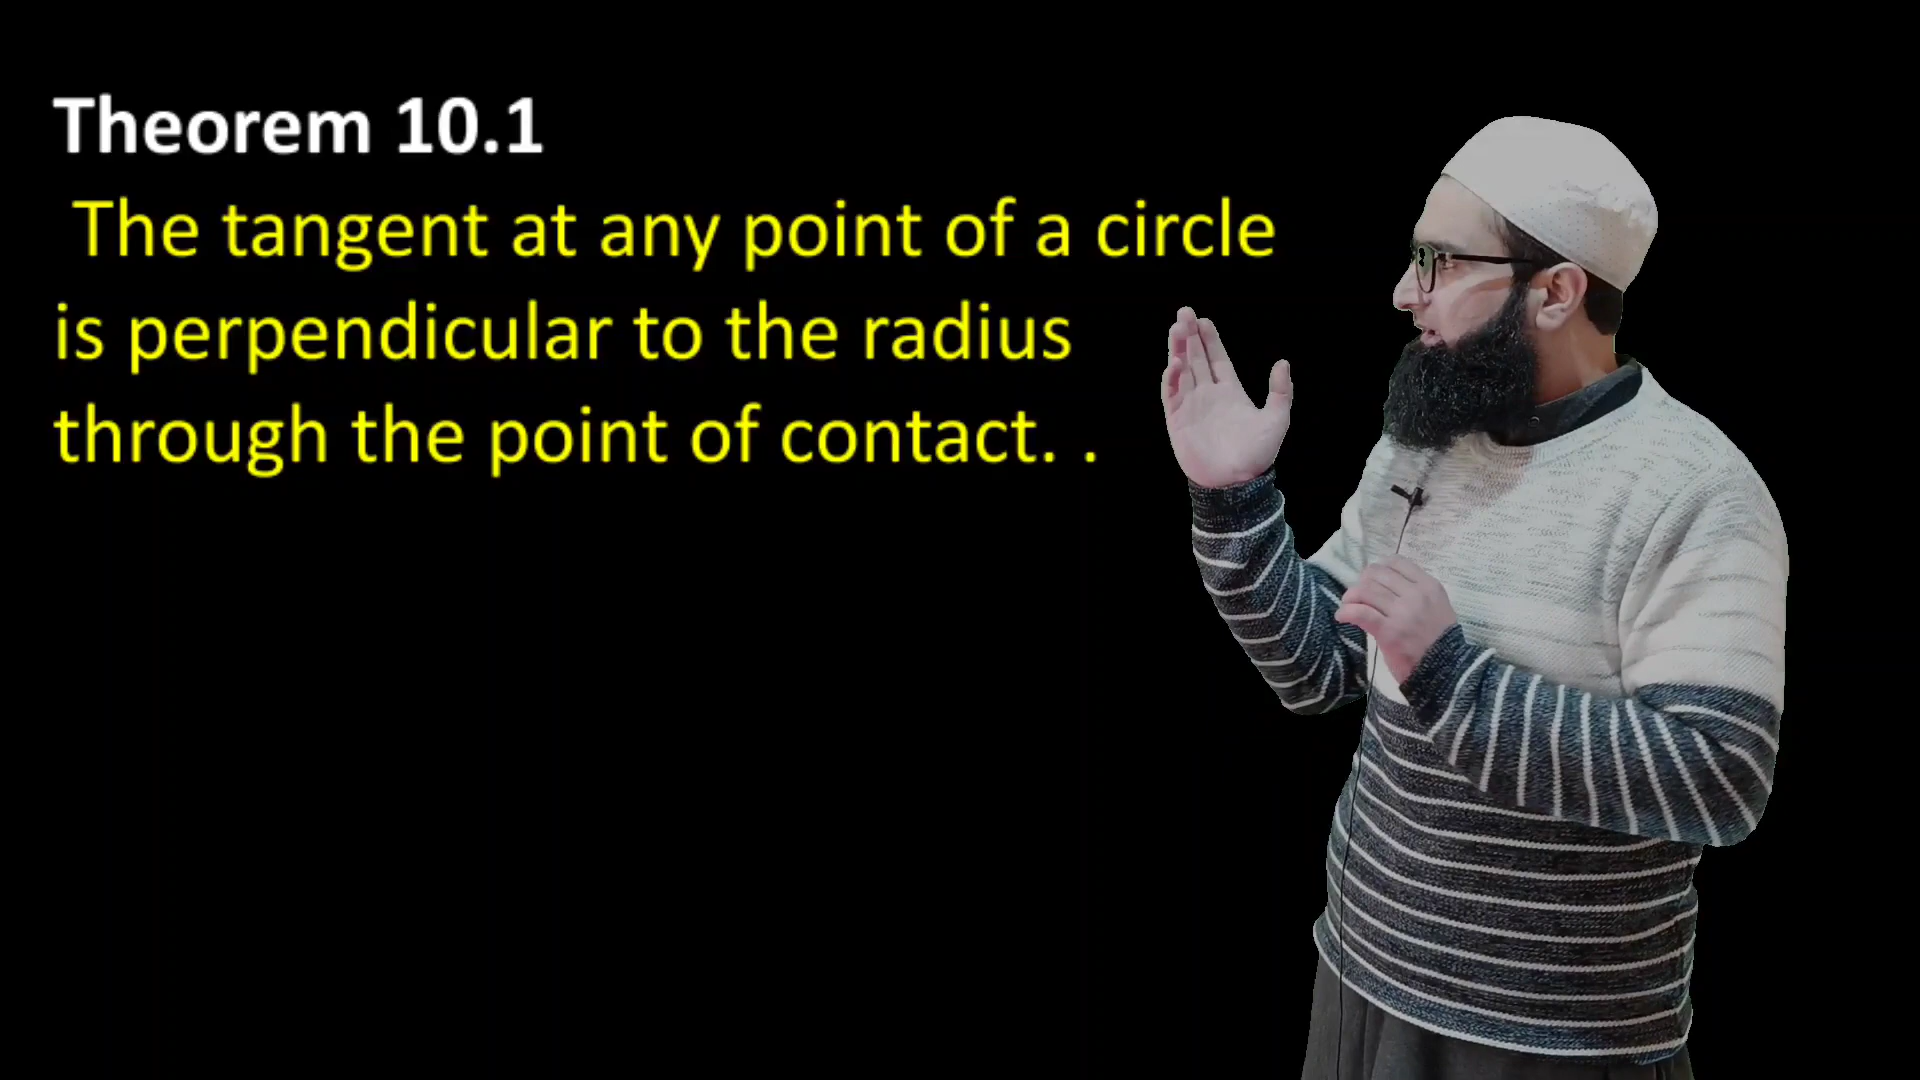 Theorem 10.1
The tangent at any point of a circle
is perpendicular to the radius
through the point of contact. .